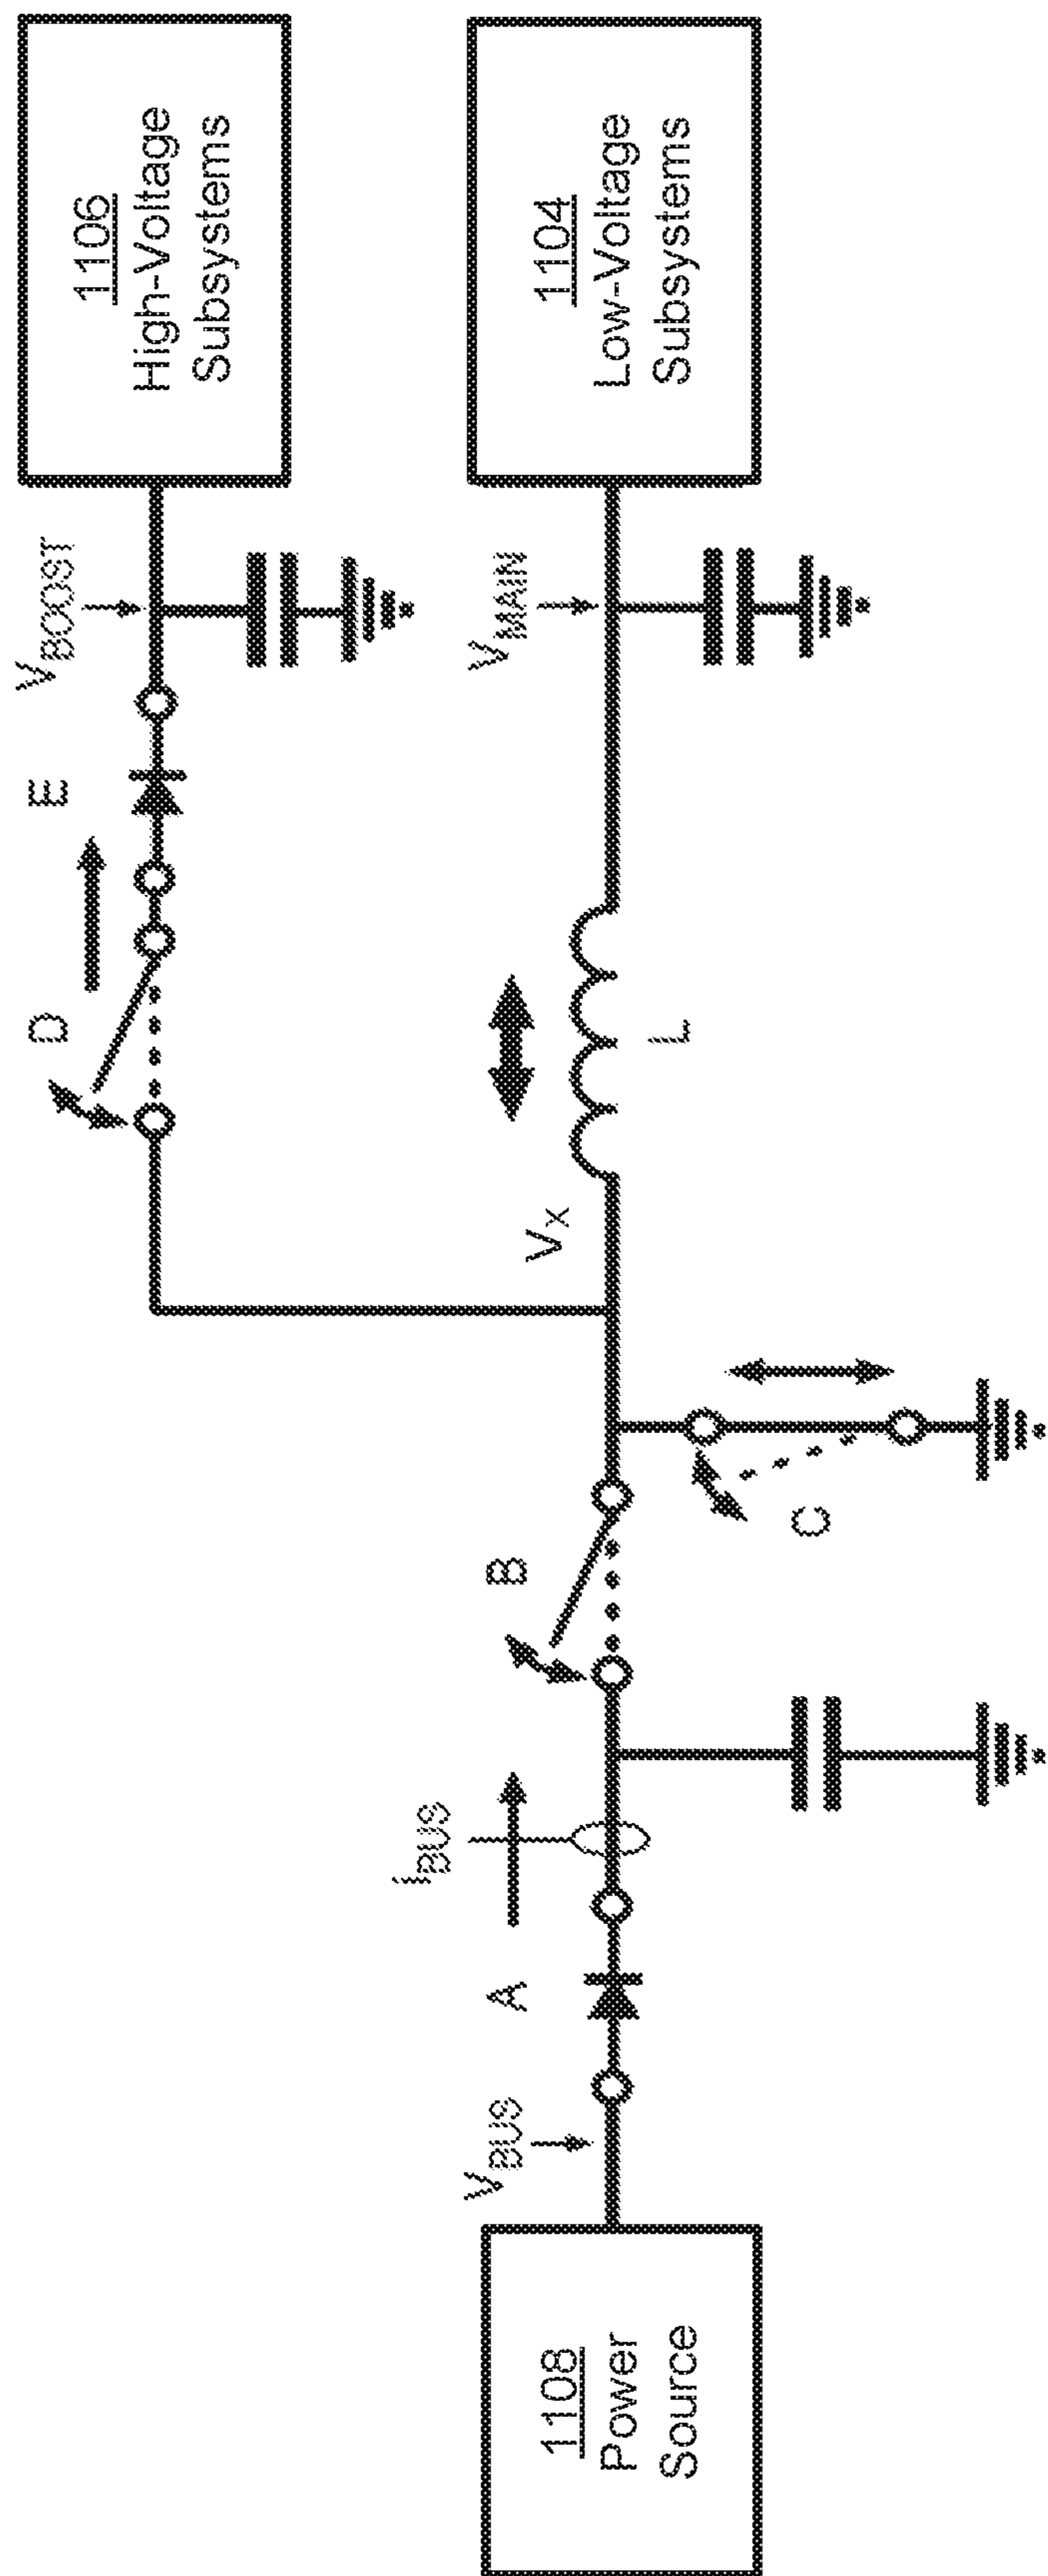 1106
High-Voltage
Subsystems
V_BOOST
E
D
1104
Low-Voltage
Subsystems
V_MAIN
L
V_X
C
B
i_BUS
A
V_BUS
1108
Power
Source